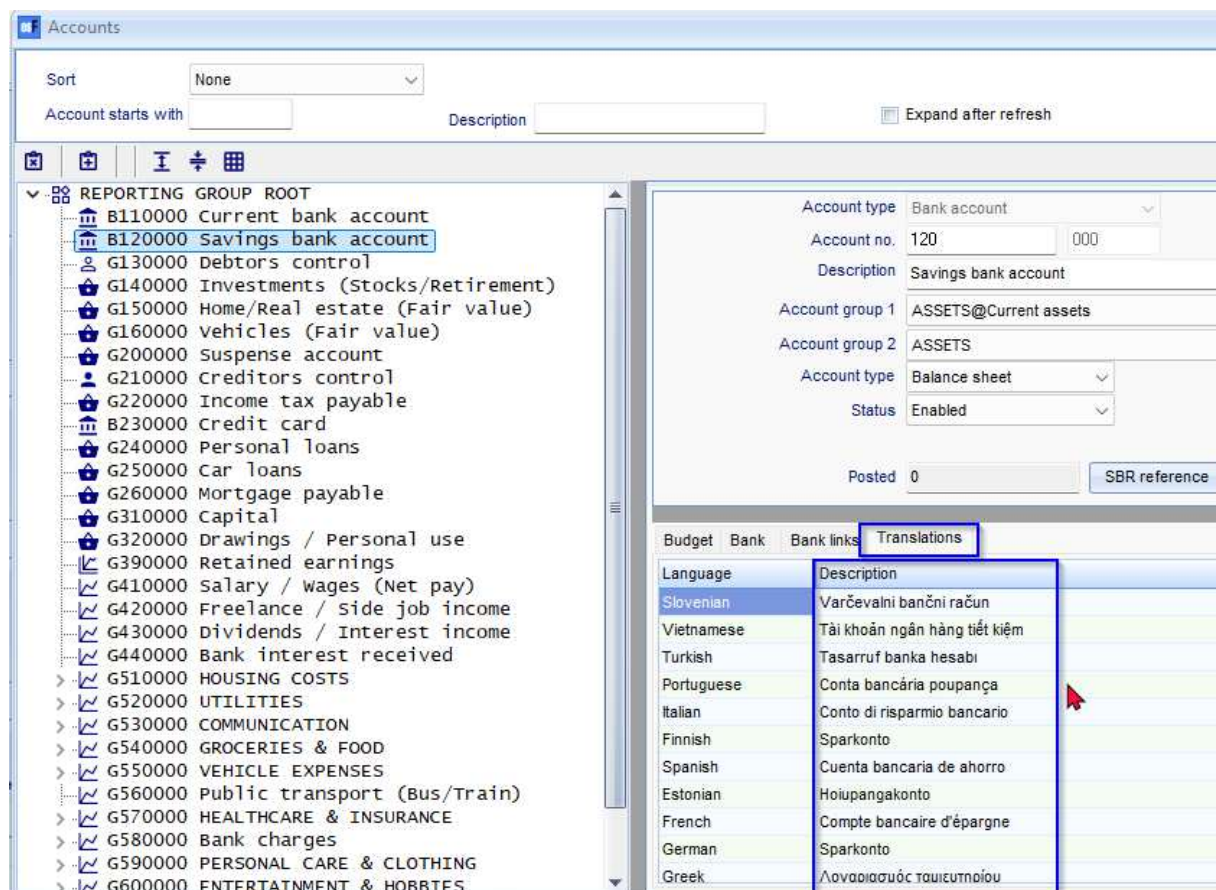 osF Accounts
Sort None
Account starts with Description Expand after refresh
REPORTING GROUP ROOT
B110000 Current bank account
B120000 Savings bank account
G130000 Debtors control
G140000 Investments (Stocks/Retirement)
G150000 Home/Real estate (Fair value)
G160000 Vehicles (Fair value)
G200000 Suspense account
G210000 Creditors control
G220000 Income tax payable
B230000 Credit card
G240000 Personal loans
G250000 Car loans
G260000 Mortgage payable
G310000 Capital
G320000 Drawings / Personal use
G390000 Retained earnings
G410000 Salary / Wages (Net pay)
G420000 Freelance / Side job income
G430000 Dividends / Interest income
G440000 Bank interest received
G510000 HOUSING COSTS
G520000 UTILITIES
G530000 COMMUNICATION
G540000 GROCERIES & FOOD
G550000 VEHICLE EXPENSES
G560000 Public transport (Bus/Train)
G570000 HEALTHCARE & INSURANCE
G580000 Bank charges
G590000 PERSONAL CARE & CLOTHING
G600000 ENTERTAINMENT & HOBBIES
Account type Bank account
Account no. 120 000
Description Savings bank account
Account group 1 ASSETS@Current assets
Account group 2 ASSETS
Account type Balance sheet
Status Enabled
Posted 0 SBR reference
Budget Bank Bank links Translations
Language Description
Slovenian Varčevalni bančni račun
Vietnamese Tài khoản ngân hàng tiết kiệm
Turkish Tasarruf banka hesabı
Portuguese Conta bancária poupança
Italian Conto di risparmio bancario
Finnish Sparkonto
Spanish Cuenta bancaria de ahorro
Estonian Hoiupangakonto
French Compte bancaire d'épargne
German Sparkonto
Greek Λογαριασμός ταμιευτηρίου